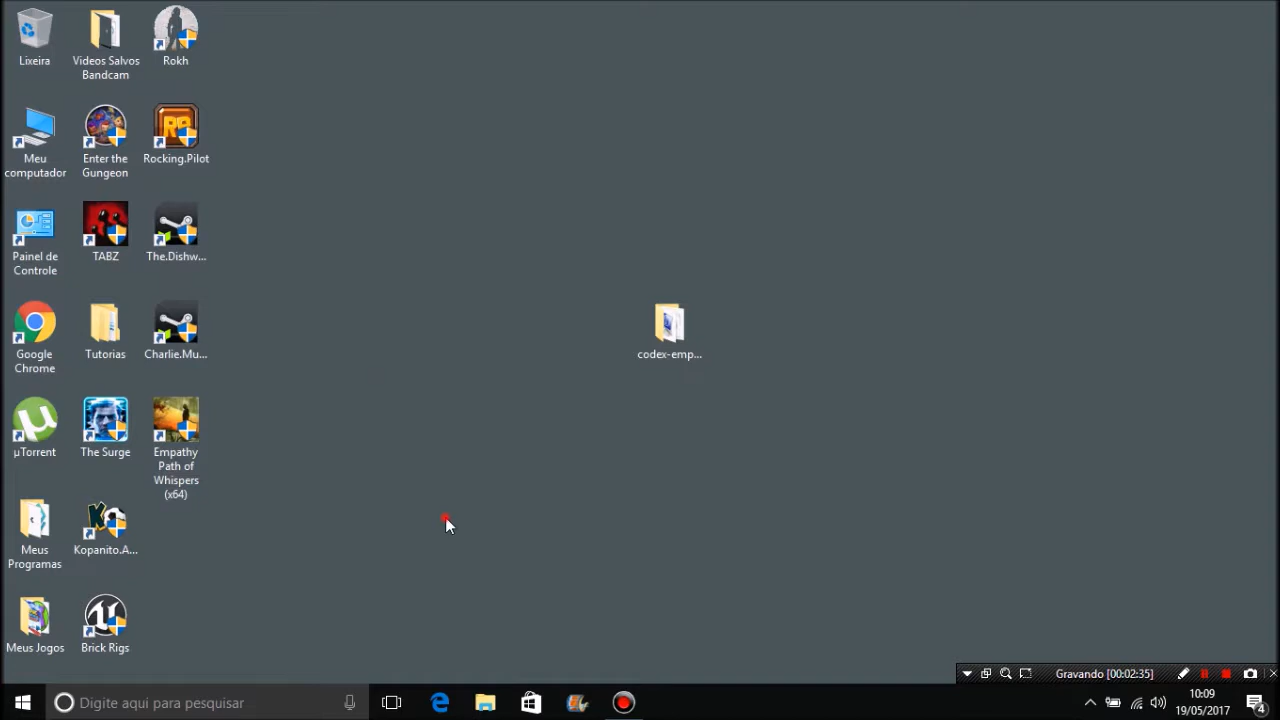 Lixeira
Videos Salvos
Bandcam
Rokh
Meu
computador
Enter the
Gungeon
Rocking.Pilot
Painel de
Controle
TABZ
The.Dishw...
Google
Chrome
Tutorias
Charlie.Mu...
codex-emp...
µTorrent
The Surge
Empathy
Path of
Whispers
(x64)
Meus
Programas
Kopanito.A...
Meus Jogos
Brick Rigs
Gravando [00:02:35]
Digite aqui para pesquisar
10:09
19/05/2017
4